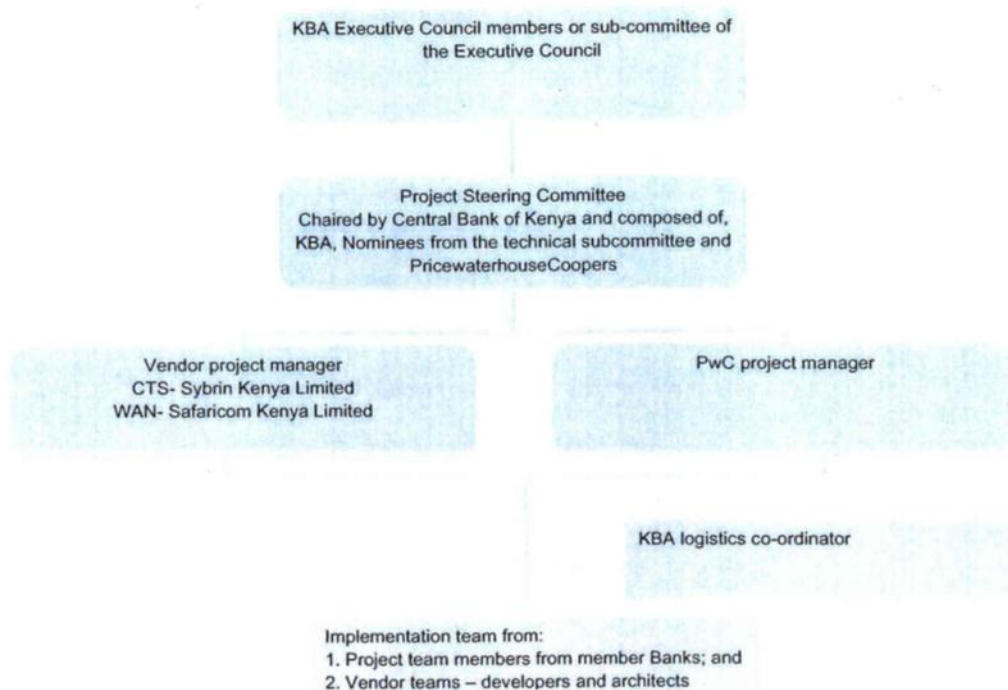 KBA Executive Council members or sub-committee of
the Executive Council
Project Steering Committee
Chaired by Central Bank of Kenya and composed of,
KBA, Nominees from the technical subcommittee and
PricewaterhouseCoopers
Vendor project manager
CTS- Sybrin Kenya Limited
WAN- Safaricom Kenya Limited
PwC project manager
KBA logistics co-ordinator
Implementation team from:
1. Project team members from member Banks; and
2. Vendor teams – developers and architects